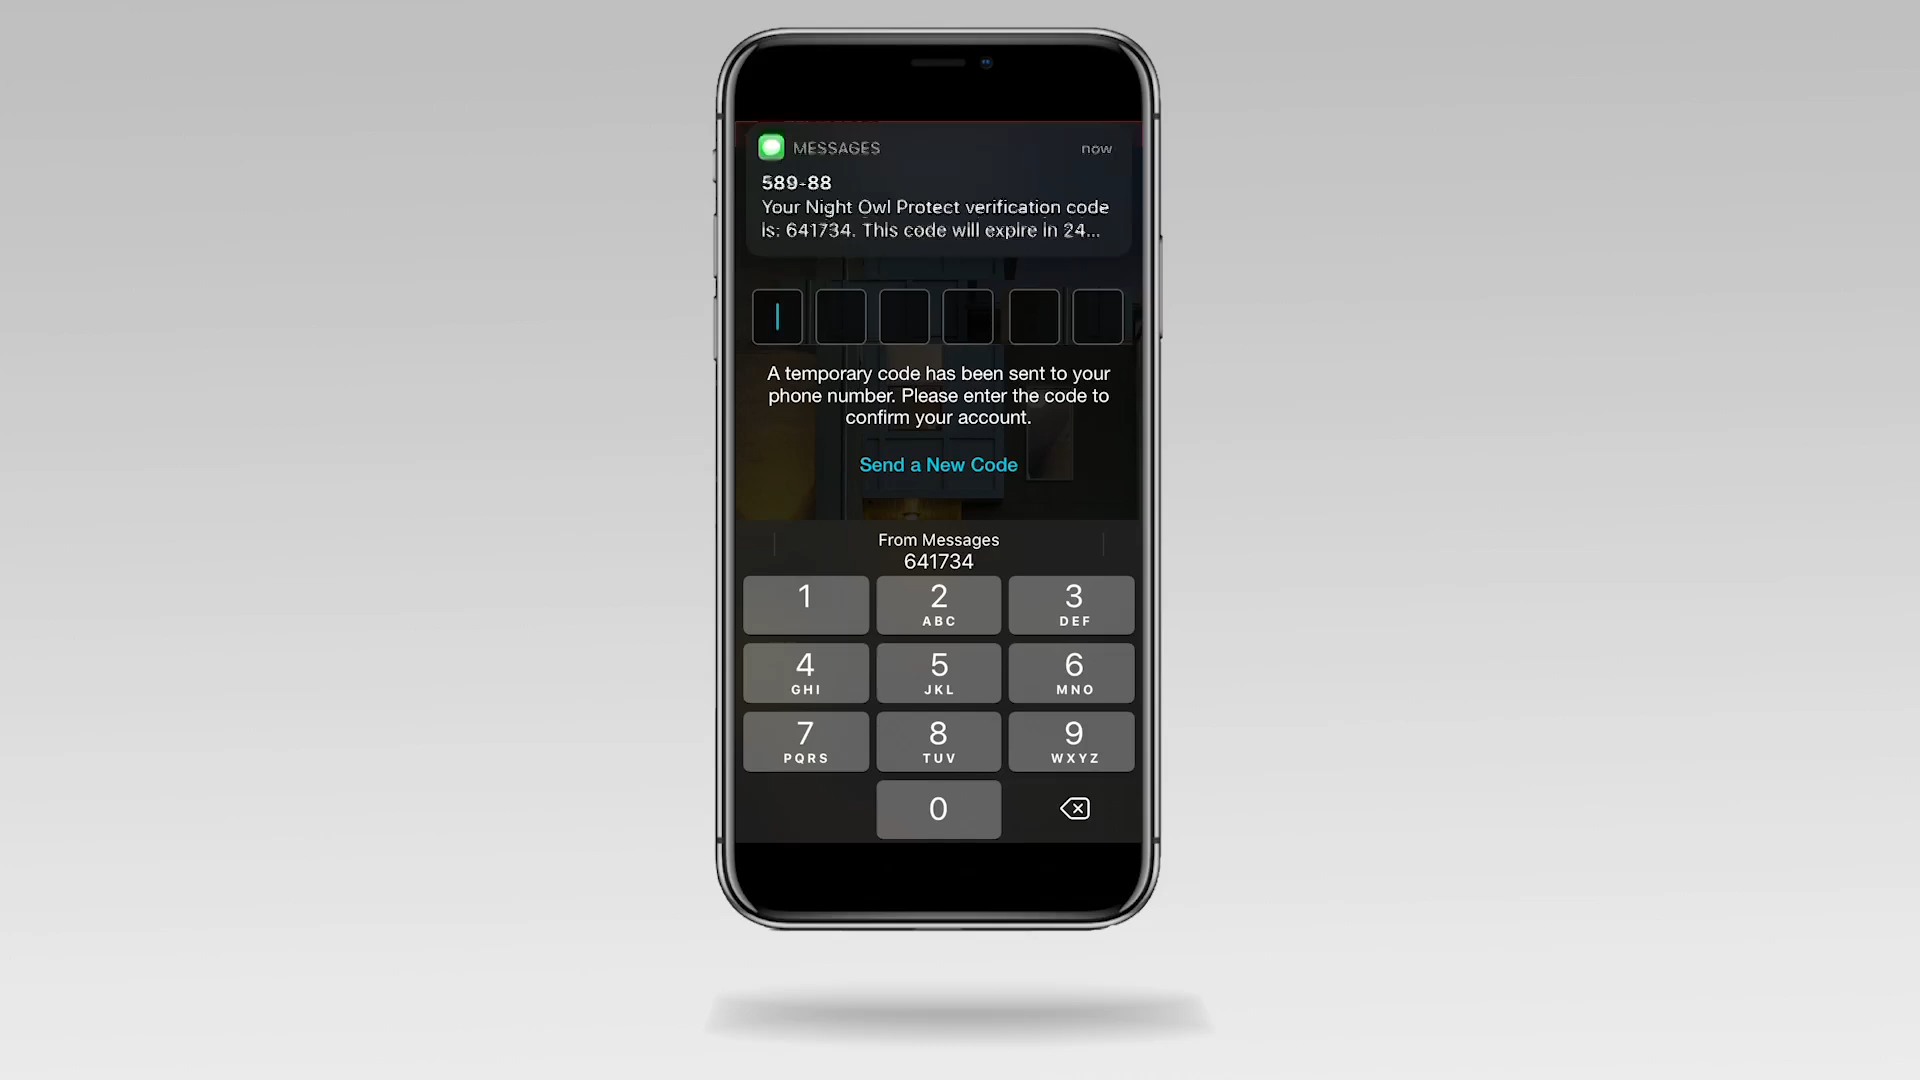 MESSAGES
now
589-88
Your Night Owl Protect verification code
is: 641734. This code will expire in 24...
A temporary code has been sent to your
phone number. Please enter the code to
confirm your account.
Send a New Code
From Messages
641734
1
2
3
ABC
DEF
4
5
6
GHI
JKL
MNO
7
8
9
PQRS
TUV
WXYZ
0